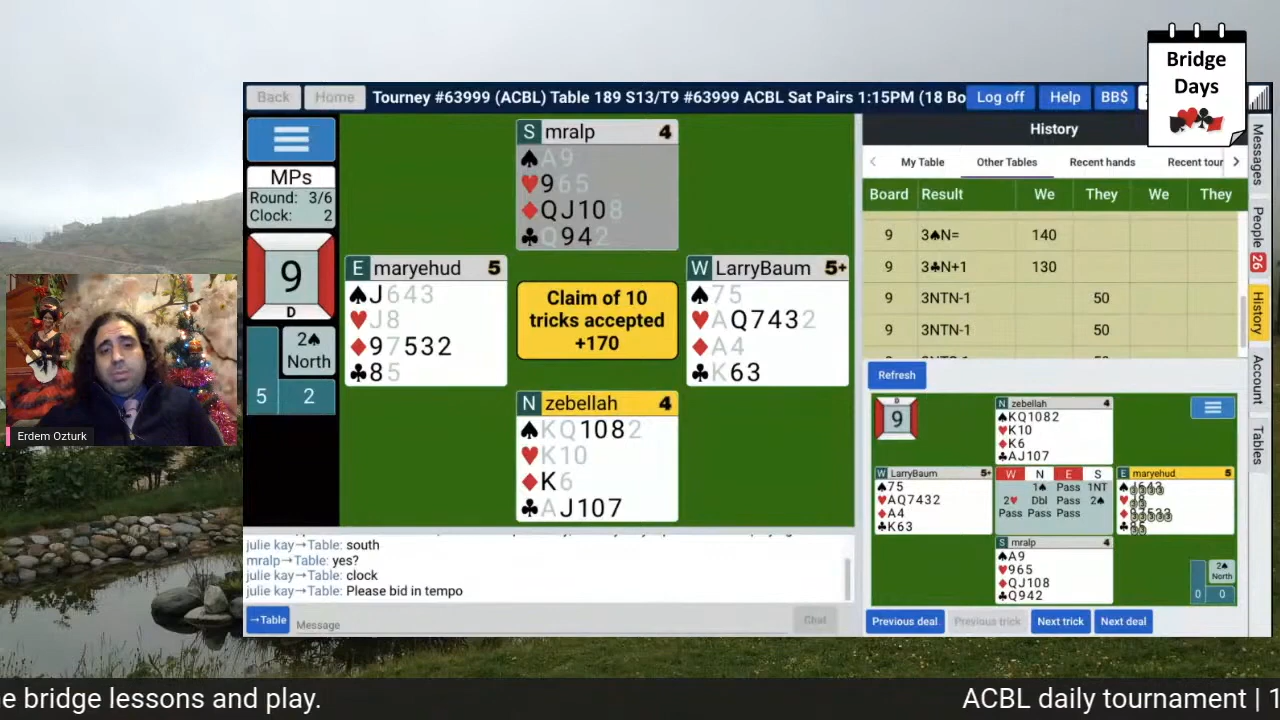 Bridge
Days
Back
Home
Tourney #63999 (ACBL) Table 189 S13/T9 #63999 ACBL Sat Pairs 1:15PM (18 Bo
Log off
Help
BB$
MPs
Round: 3/6
Clock: 2
9
D
2♠
North
5 2
S mralp 4
♠A9
♥965
♦QJ108
♣Q942
E maryehud 5
♠J643
♥J8
♦97532
♣85
W LarryBaum 5+
♠75
♥AQ7432
♦A4
♣K63
Claim of 10
tricks accepted
+170
N zebellah 4
♠KQ1082
♥K10
♦K6
♣AJ107
julie kay→Table: south
mralp→Table: yes?
julie kay→Table: clock
julie kay→Table: Please bid in tempo
→Table
Message
Chat
History
My Table
Other Tables
Recent hands
Recent tour
Board Result We They We They
9 3♠N= 140
9 3♣N+1 130
9 3NTN-1 50
9 3NTN-1 50
Refresh
D
9
N zebellah 4
♠KQ1082
♥K10
♦K6
♣AJ107
W LarryBaum 5+
♠75
♥AQ7432
♦A4
♣K63
W N E S
1♠ Pass 1NT
2♥ Dbl Pass 2♠
Pass Pass Pass
E maryehud 5
S mralp 4
♠A9
♥965
♦QJ108
♣Q942
2♠
North
0 0
Previous deal
Previous trick
Next trick
Next deal
Messages
People 26
History
Account
Tables
Erdem Ozturk
e bridge lessons and play.
ACBL daily tournament | 1